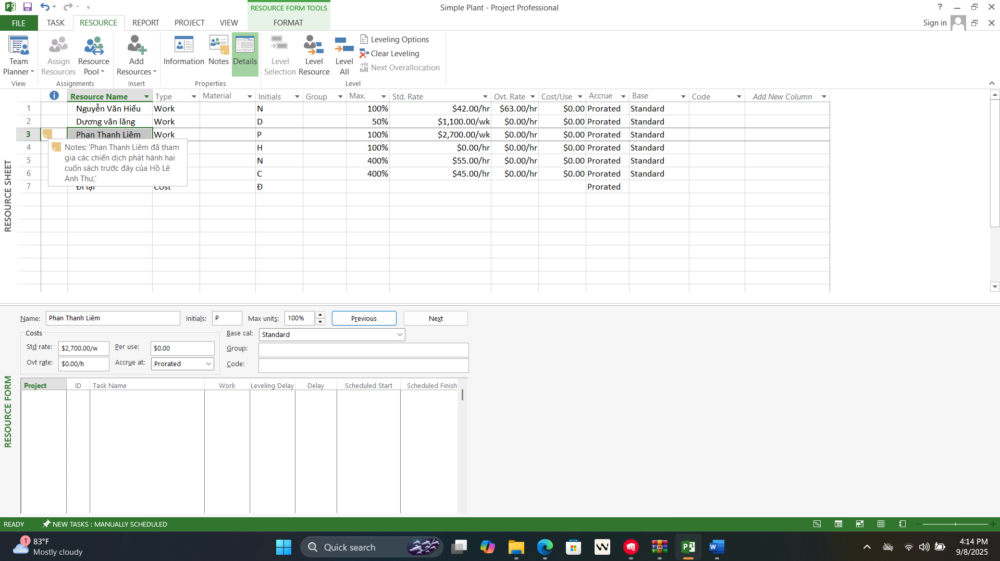 RESOURCE FORM TOOLS
Simple Plant - Project Professional
FILE
TASK
RESOURCE
REPORT
PROJECT
VIEW
FORMAT
Sign in
Team Planner
Assign Resources
Resource Pool
Add Resources
Information
Notes
Details
Level Selection
Level Resource
Level All
Leveling Options
Clear Leveling
Next Overallocation
View
Assignments
Insert
Properties
Level
Resource Name Type Material Initials Group Max. Std. Rate Ovt. Rate Cost/Use Accrue Base Code Add New Column
1 Nguyễn Văn Hiếu Work N 100% $42.00/hr $63.00/hr $0.00 Prorated Standard
2 Dương văn lăng Work D 50% $1,100.00/wk $0.00/hr $0.00 Prorated Standard
3 Phan Thanh Liêm Work P 100% $2,700.00/wk $0.00/hr $0.00 Prorated Standard
4 H 100% $0.00/hr $0.00/hr $0.00 Prorated Standard
5 N 400% $55.00/hr $0.00/hr $0.00 Prorated Standard
6 C 400% $45.00/hr $0.00/hr $0.00 Prorated Standard
7 Đi lại Cost Đ Prorated
Notes: 'Phan Thanh Liêm đã tham
gia các chiến dịch phát hành hai
cuốn sách trước đây của Hồ Lê
Anh Thư,'
RESOURCE SHEET
Name: Phan Thanh Liêm Initials: P Max units: 100% Previous Next
Costs
Base cal: Standard
Std rate: $2,700.00/w Per use: $0.00
Group:
Ovt rate: $0.00/h Accrue at: Prorated
Code:
Project ID Task Name Work Leveling Delay Delay Scheduled Start Scheduled Finish
RESOURCE FORM
READY
NEW TASKS : MANUALLY SCHEDULED
1
83°F
Mostly cloudy
Quick search
4:14 PM
9/8/2025